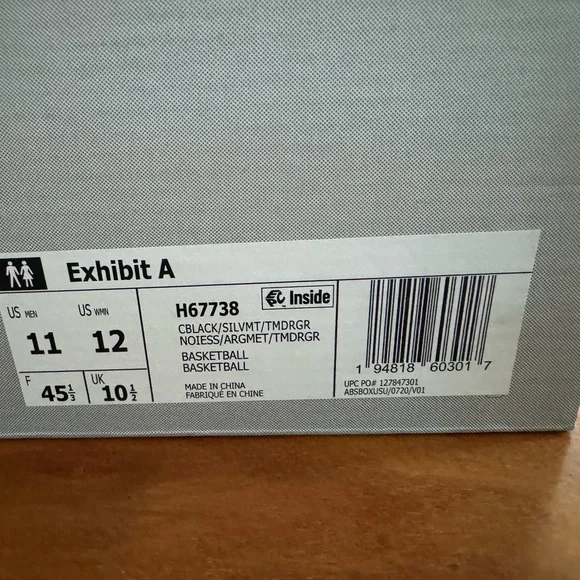 Exhibit A
US MEN
11
US WMN
12
F
45⅓
UK
10½
H67738
Inside
CBLACK/SILVMT/TMDRGR
NOIESS/ARGMET/TMDRGR
BASKETBALL
BASKETBALL
MADE IN CHINA
FABRIQUÉ EN CHINE
1 94818 60301 7
UPC PO# 127847301
ABSBOXUSU/0720/V01